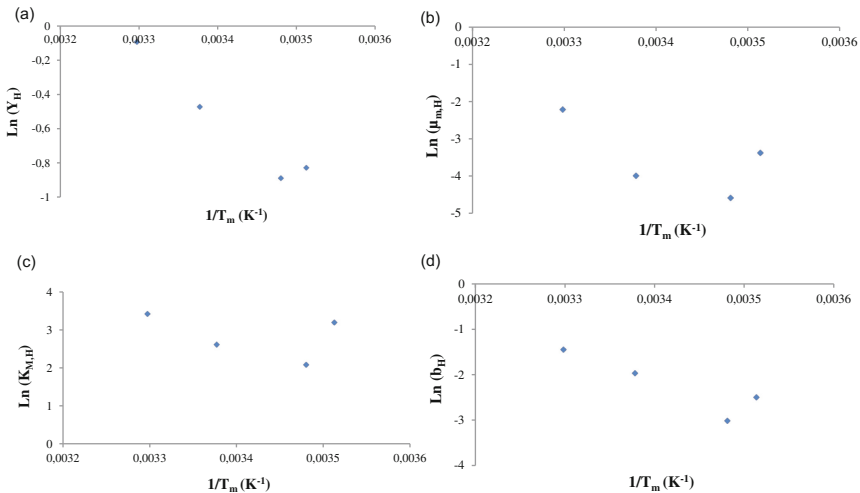 (a)
0
0,0032 0,0033 0,0034 0,0035 0,0036
-0,2
-0,4
-0,6
-0,8
-1
Ln (Y_H)
1/T_m (K^-1)
(b)
0
0,0032 0,0033 0,0034 0,0035 0,0036
-1
-2
-3
-4
-5
Ln (μ_m,H)
1/T_m (K^-1)
(c)
4
3
2
1
0
0,0032 0,0033 0,0034 0,0035 0,0036
Ln (K_M,H)
1/T_m (K^-1)
(d)
0
0,0032 0,0033 0,0034 0,0035 0,0036
-1
-2
-3
-4
Ln (b_H)
1/T_m (K^-1)